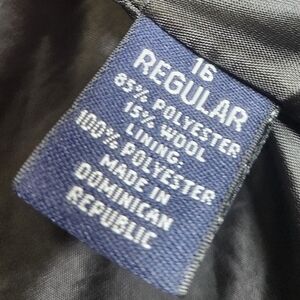 16
REGULAR
85% POLYESTER
15% WOOL
LINING,
100% POLYESTER
MADE IN
DOMINICAN
REPUBLIC